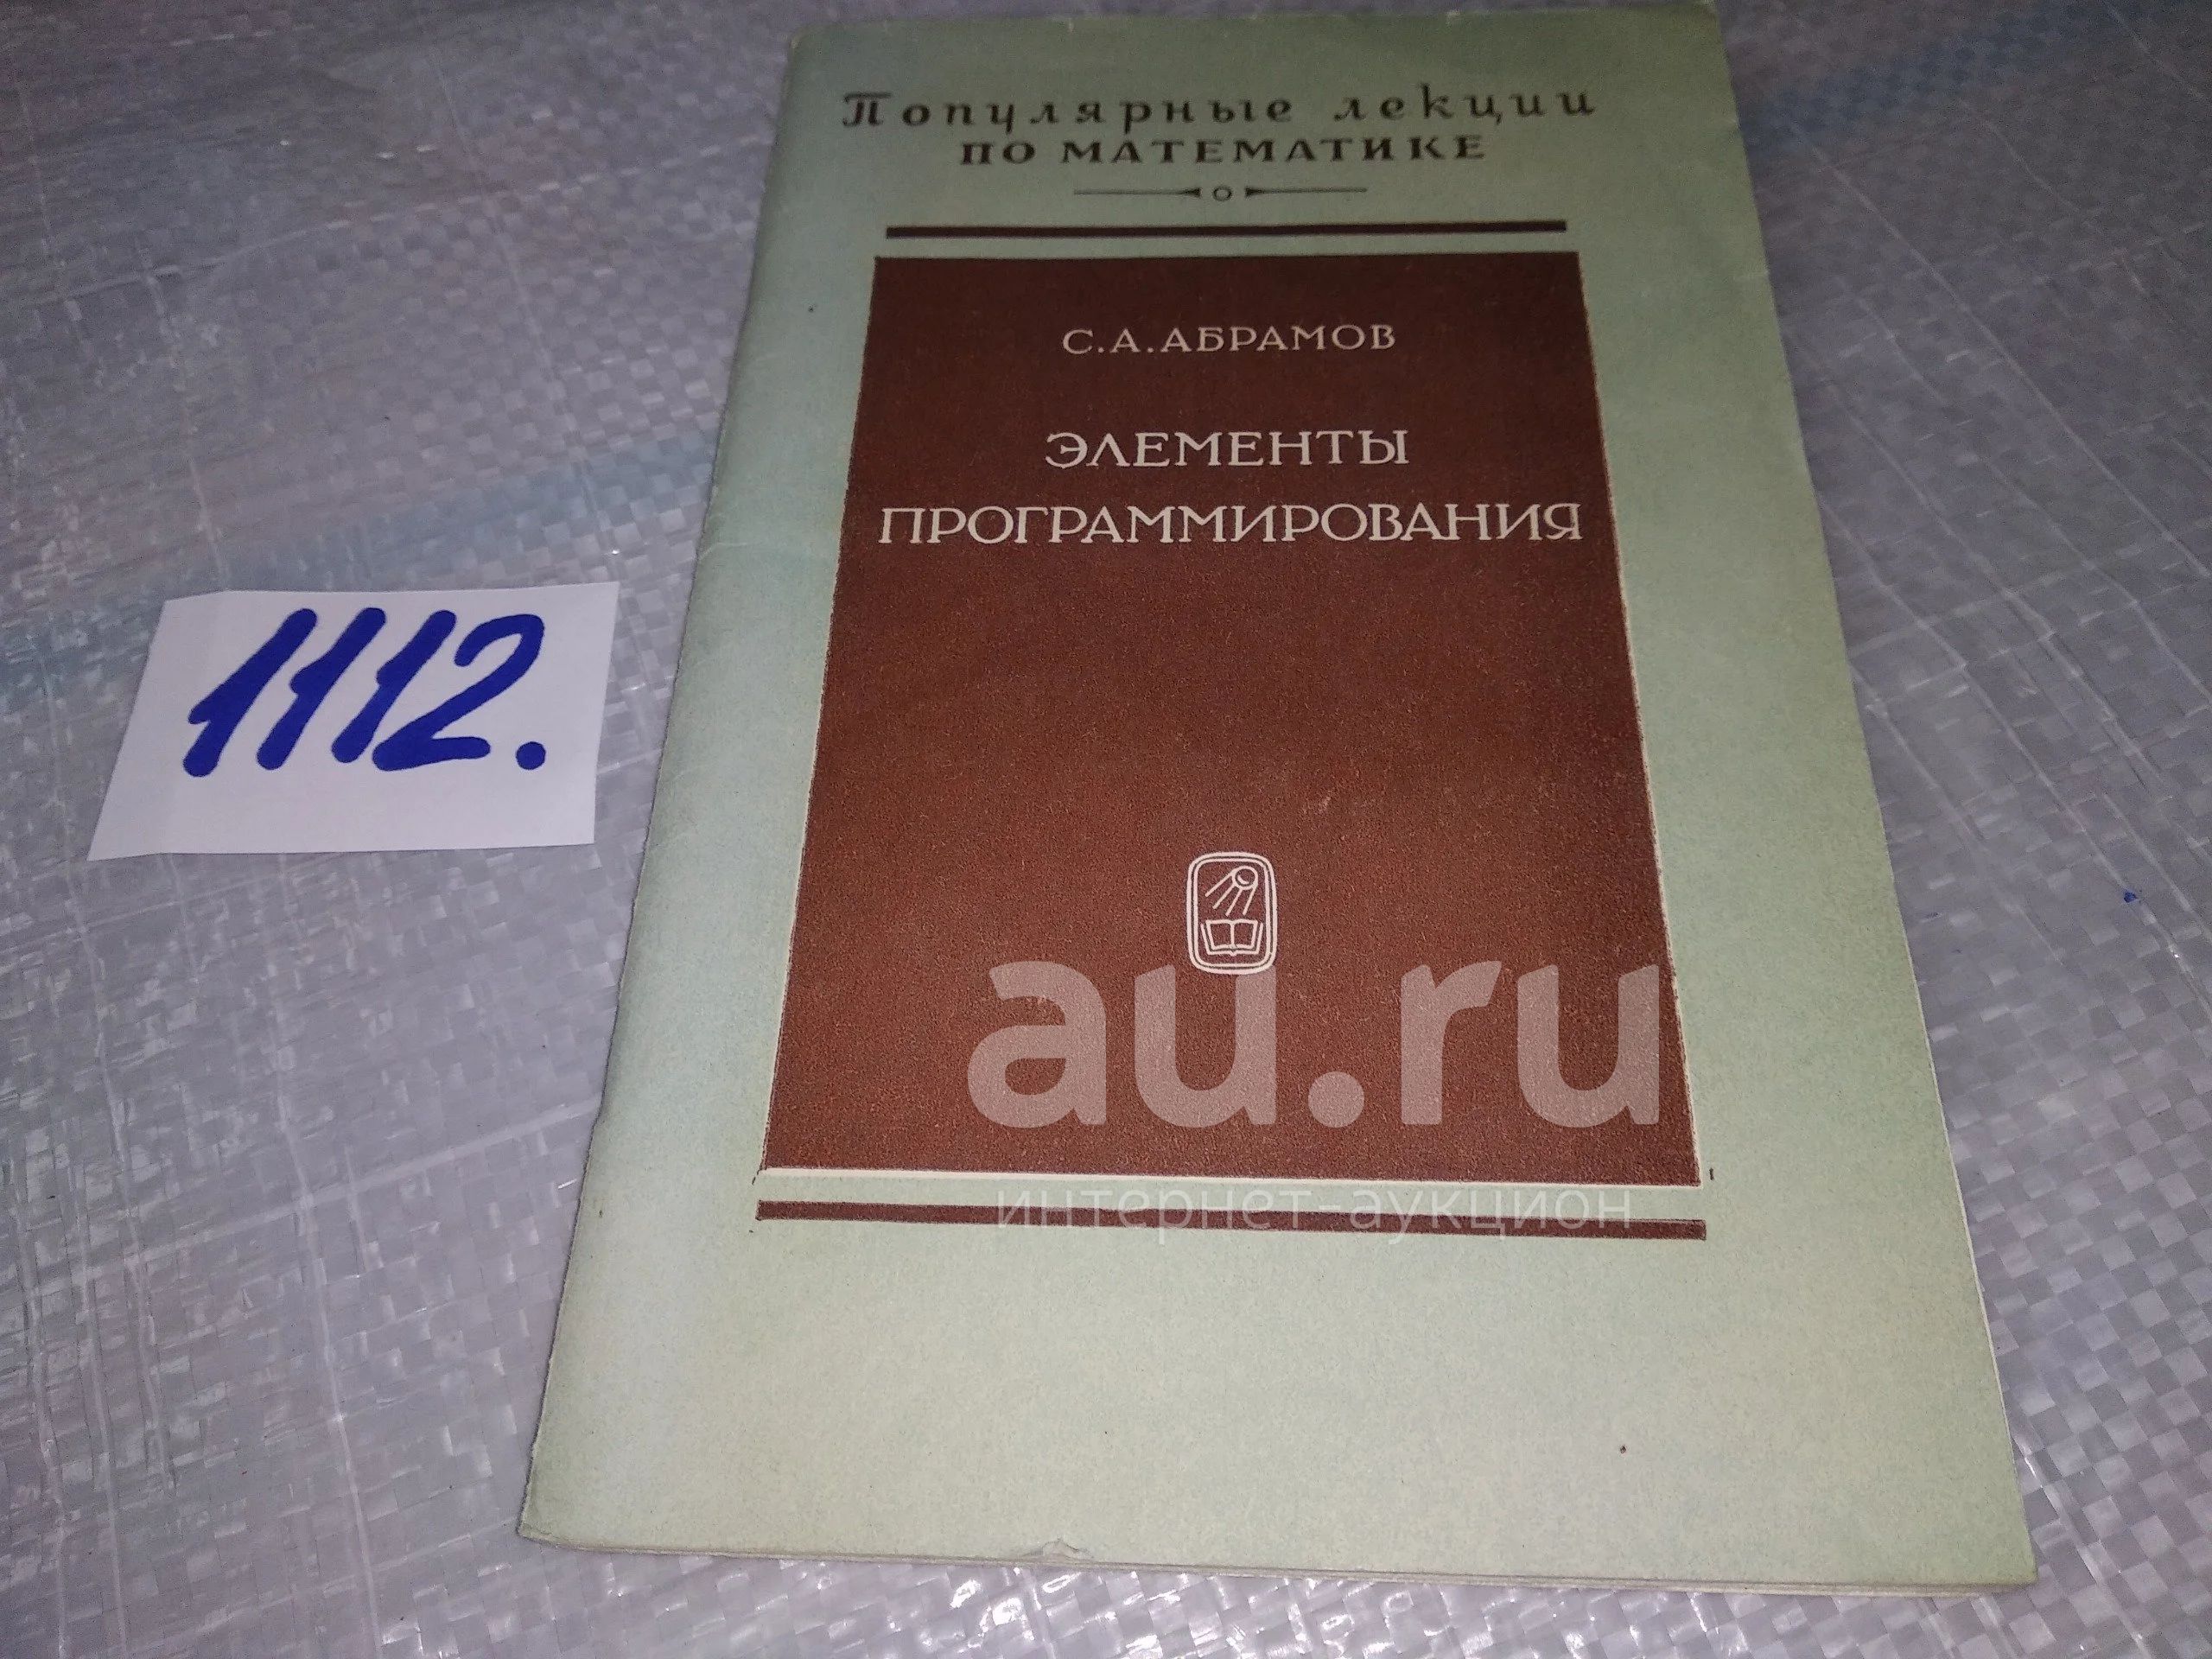 Популярные лекции
ПО МАТЕМАТИКЕ
С.А.АБРАМОВ
ЭЛЕМЕНТЫ
ПРОГРАММИРОВАНИЯ
1112.
au.ru
интернет-аукцион